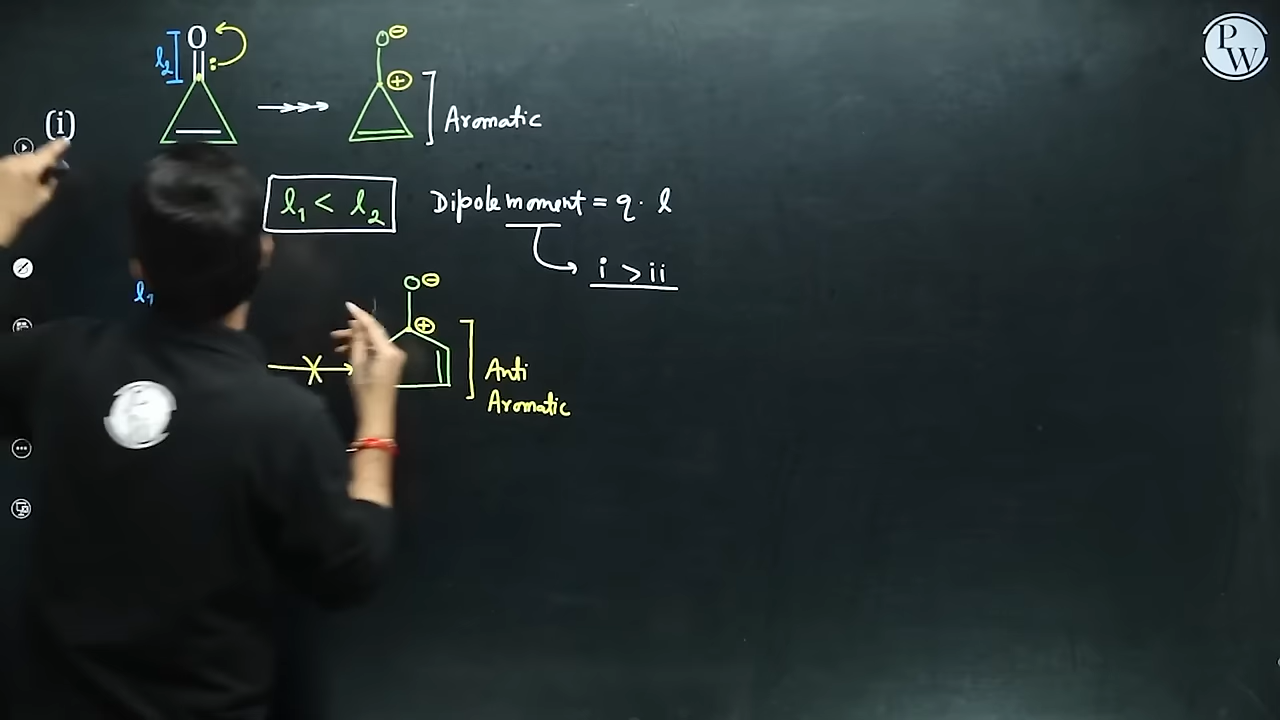 O
O⊖
l₂
⊕
(i)
Aromatic
l₁ < l₂
Dipole moment = q · l
i > ii
O⊖
l₁
⊕
Anti
Aromatic
PW